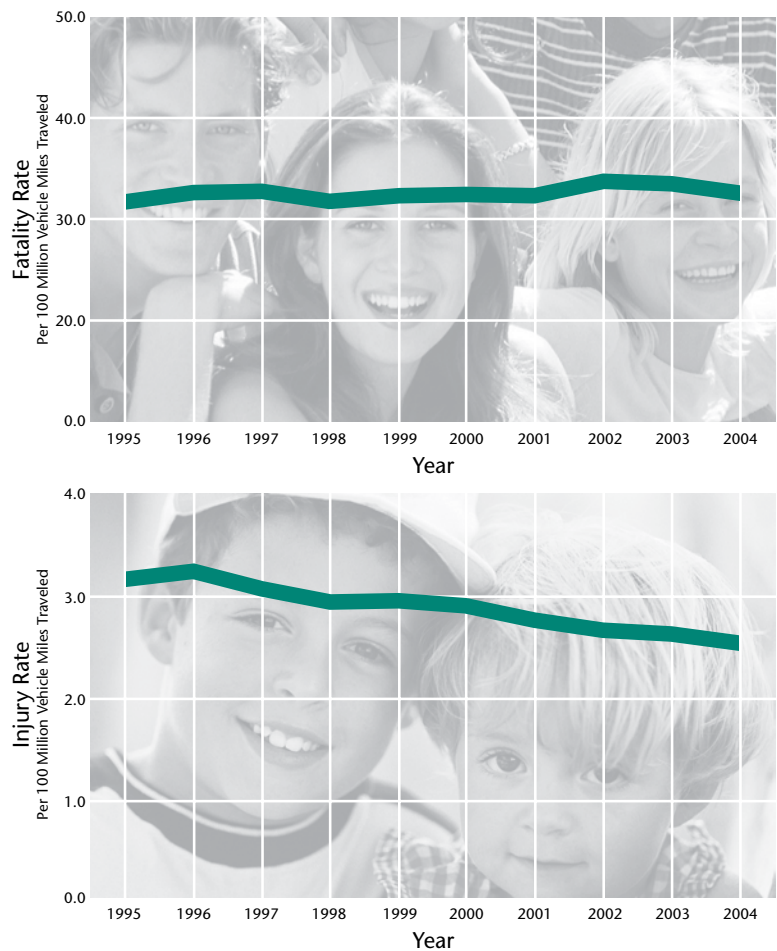 50.0
40.0
30.0
20.0
0.0
Fatality Rate
Per 100 Million Vehicle Miles Traveled
1995 1996 1997 1998 1999 2000 2001 2002 2003 2004
Year
4.0
3.0
2.0
1.0
0.0
Injury Rate
Per 100 Million Vehicle Miles Traveled
1995 1996 1997 1998 1999 2000 2001 2002 2003 2004
Year